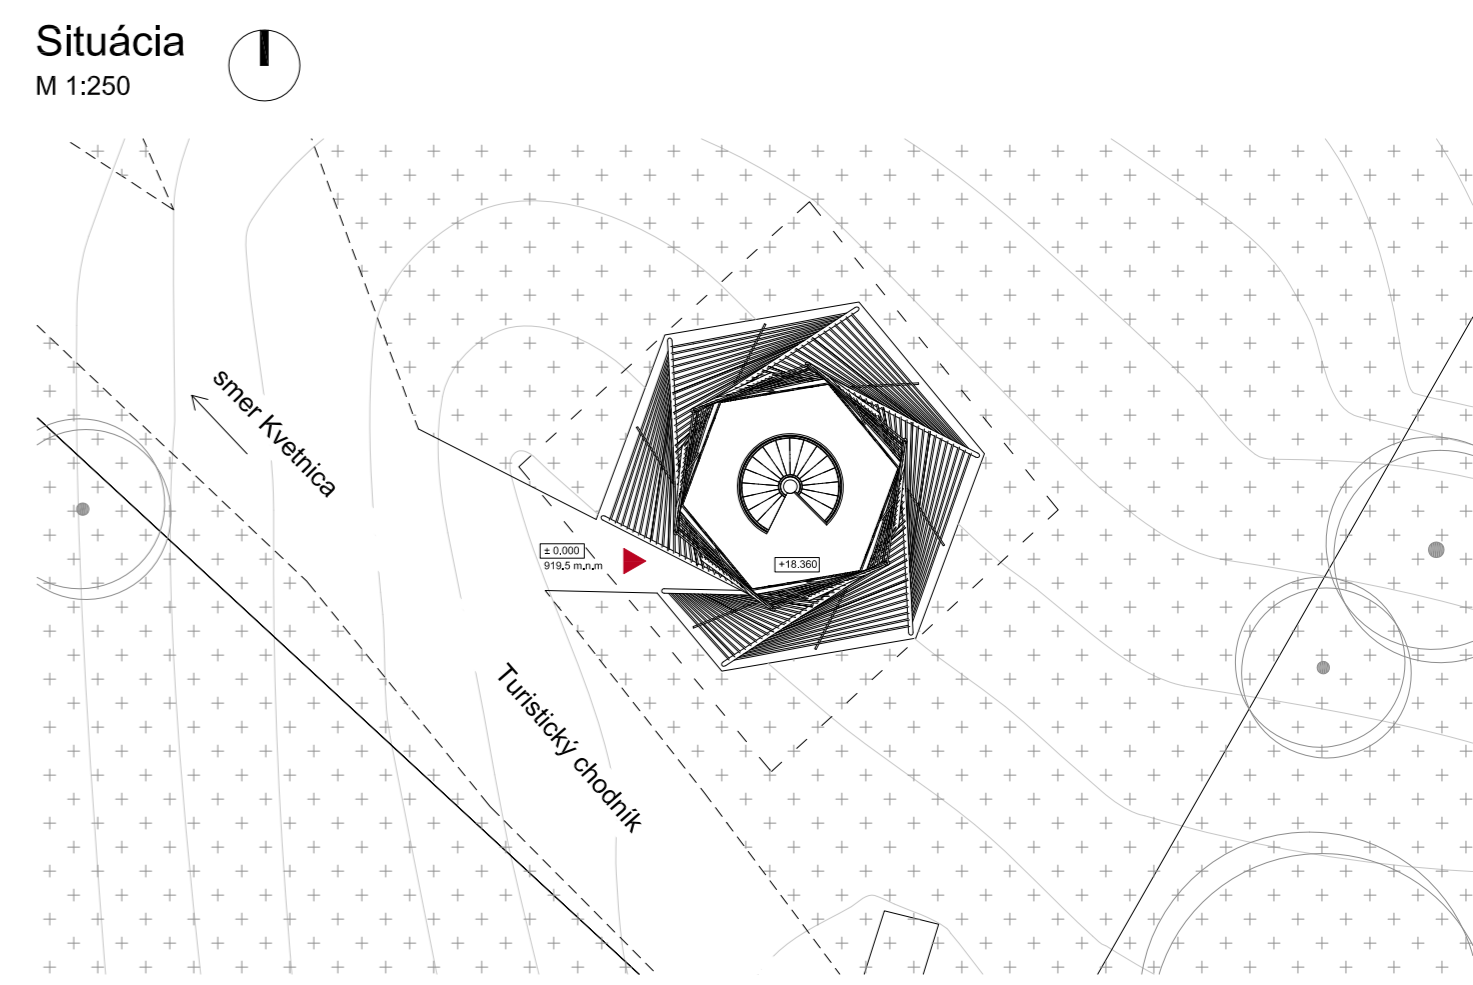 Situácia
M 1:250
smer Kvetnica
± 0,000
919.5 m.n.m
+18.360
Turistický chodník